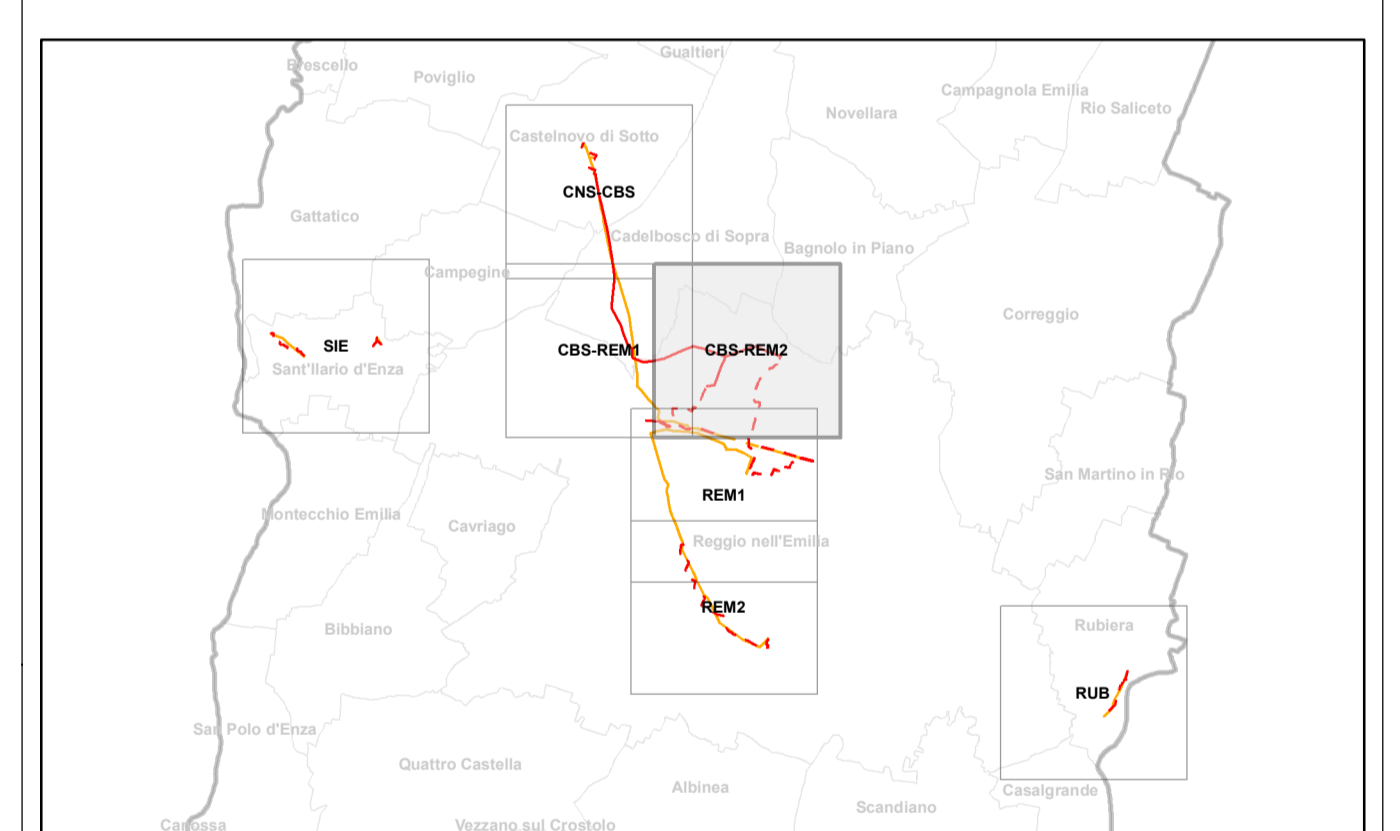 Gualtieri
Brescello
Poviglio
Campagnola Emilia
Rio Saliceto
Novellara
Castelnovo di Sotto
CNS-CBS
Gattatico
Cadelbosco di Sopra
Bagnolo in Piano
Campegine
Correggio
SIE
CBS-REM1
CBS-REM2
Sant'Ilario d'Enza
San Martino in Rio
REM1
Montecchio Emilia
Cavriago
Reggio nell'Emilia
REM2
Bibbiano
Rubiera
RUB
San Polo d'Enza
Quattro Castella
Albinea
Casalgrande
Scandiano
Canossa
Vezzano sul Crostolo